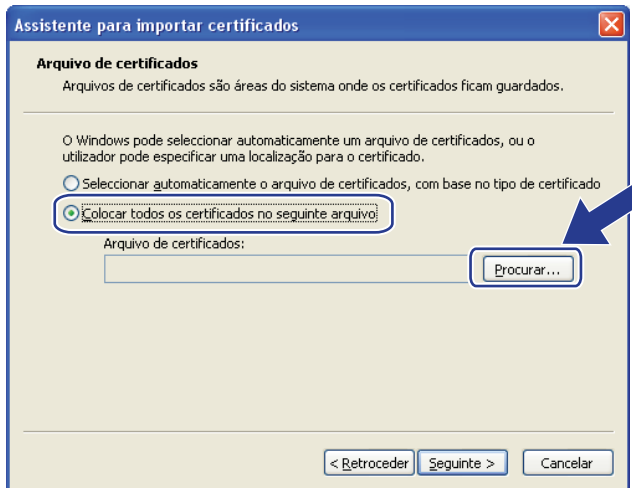 Assistente para importar certificados
Arquivo de certificados
Arquivos de certificados são áreas do sistema onde os certificados ficam guardados.
O Windows pode seleccionar automaticamente um arquivo de certificados, ou o
utilizador pode especificar uma localização para o certificado.
Seleccionar automaticamente o arquivo de certificados, com base no tipo de certificado
Colocar todos os certificados no seguinte arquivo
Arquivo de certificados:
Procurar...
< Retroceder Seguinte > Cancelar